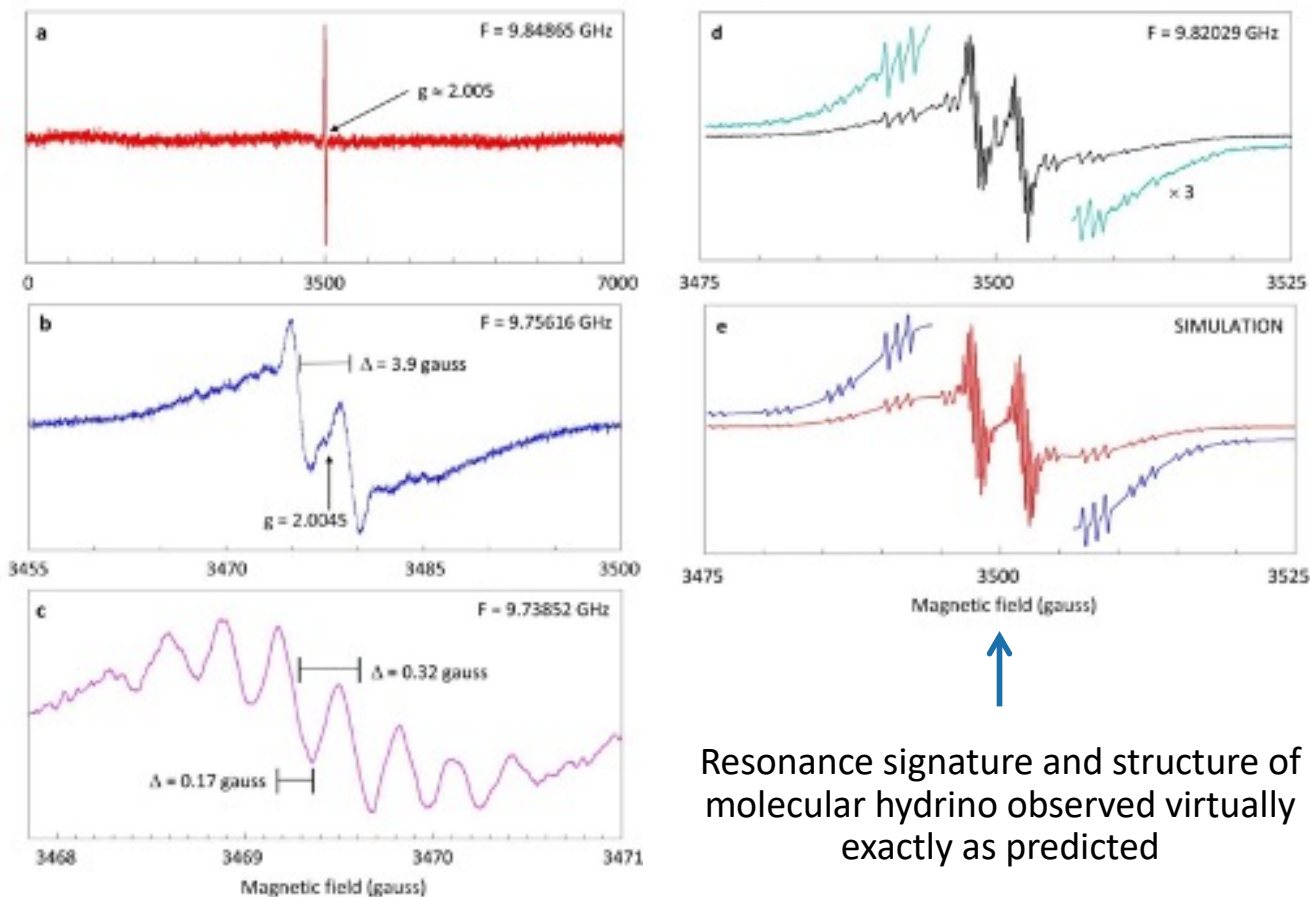 a
F = 9.84865 GHz
g ≈ 2.005
0
3500
7000
b
F = 9.75616 GHz
Δ = 3.9 gauss
g = 2.0045
3455
3470
3485
3500
c
F = 9.73852 GHz
Δ = 0.32 gauss
Δ = 0.17 gauss
3468
3469
3470
3471
Magnetic field (gauss)
d
F = 9.82029 GHz
× 3
3475
3500
3525
e
SIMULATION
3475
3500
3525
Magnetic field (gauss)
Resonance signature and structure of
molecular hydrino observed virtually
exactly as predicted